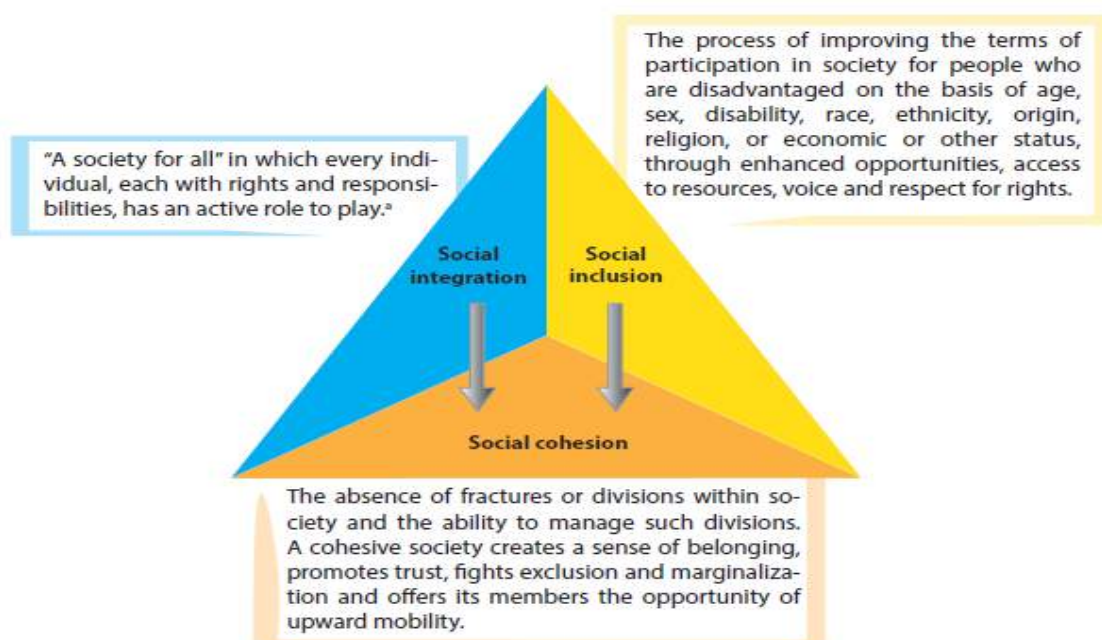 The process of improving the terms of
participation in society for people who
are disadvantaged on the basis of age,
sex, disability, race, ethnicity, origin,
religion, or economic or other status,
through enhanced opportunities, access
to resources, voice and respect for rights.
“A society for all” in which every indi-
vidual, each with rights and responsi-
bilities, has an active role to play.ᵃ
Social
integration
Social
inclusion
Social cohesion
The absence of fractures or divisions within so-
ciety and the ability to manage such divisions.
A cohesive society creates a sense of belonging,
promotes trust, fights exclusion and marginaliza-
tion and offers its members the opportunity of
upward mobility.